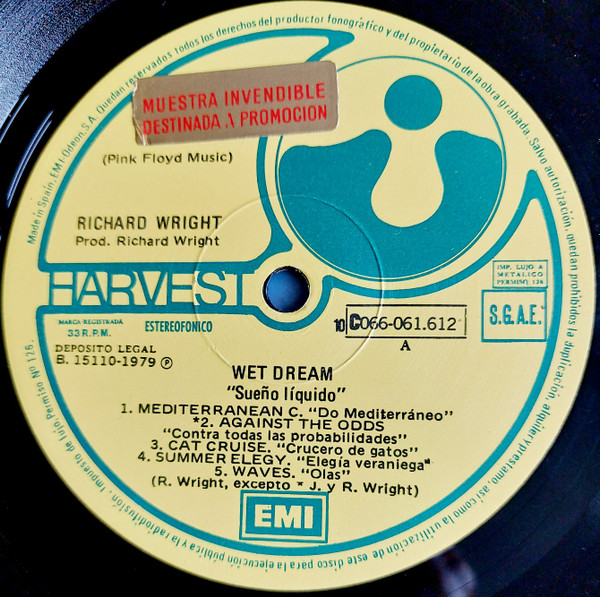 Made in Spain, EMI-Odeon,S.A. Quedan reservados todos los derechos del productor fonográfico y del propietario de la obra grabada. Salvo autorización, quedan prohibidos la duplicación, alquiler y préstamo, así como la utilización de este disco para la ejecución pública y la radiodifusión. Impuesto de lujo, Permiso Nº 126.
MUESTRA INVENDIBLE
DESTINADA A PROMOCION
(Pink Floyd Music)
RICHARD WRIGHT
Prod. Richard Wright
HARVEST
MARCA REGISTRADA
33 R.P.M.
ESTEREOFONICO
DEPOSITO LEGAL
B. 15110-1979 Ⓟ
IMP. LUJO A
METALICO
PERMISO 126
S.G.A.E.
10 C066-061.612
A
WET DREAM
"Sueño líquido"
1. MEDITERRANEAN C. "Do Mediterráneo"
*2. AGAINST THE ODDS
"Contra todas las probabilidades"
3. CAT CRUISE. "Crucero de gatos"
4. SUMMER ELEGY. "Elegía veraniega"
5. WAVES. "Olas"
(R. Wright, excepto * J. y R. Wright)
EMI